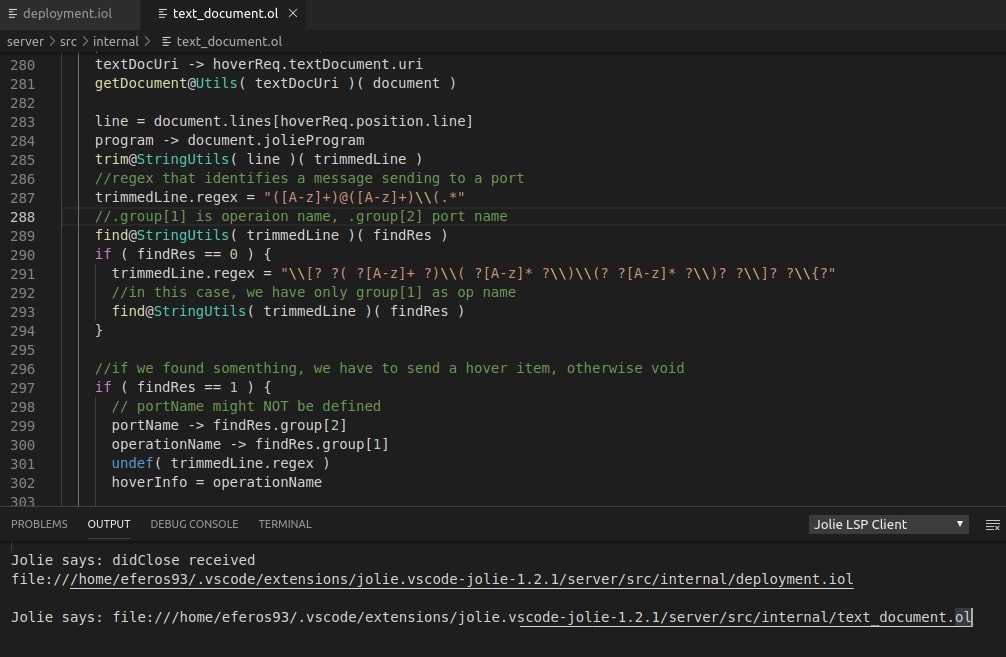 deployment.iol text_document.ol ×
server > src > internal > text_document.ol
280 textDocUri -> hoverReq.textDocument.uri
281 getDocument@Utils( textDocUri )( document )
282
283 line = document.lines[hoverReq.position.line]
284 program -> document.jolieProgram
285 trim@StringUtils( line )( trimmedLine )
286 //regex that identifies a message sending to a port
287 trimmedLine.regex = "([A-z]+)@([A-z]+)\\(.*"
288 //.group[1] is operaion name, .group[2] port name
289 find@StringUtils( trimmedLine )( findRes )
290 if ( findRes == 0 ) {
291 trimmedLine.regex = "\\[? ?( ?[A-z]+ ?)\\( ?[A-z]* ?\\)\\(? ?[A-z]* ?\\)? ?\\]? ?\\{?"
292 //in this case, we have only group[1] as op name
293 find@StringUtils( trimmedLine )( findRes )
294 }
295
296 //if we found somenthing, we have to send a hover item, otherwise void
297 if ( findRes == 1 ) {
298 // portName might NOT be defined
299 portName -> findRes.group[2]
300 operationName -> findRes.group[1]
301 undef( trimmedLine.regex )
302 hoverInfo = operationName
303
PROBLEMS OUTPUT DEBUG CONSOLE TERMINAL Jolie LSP Client
Jolie says: didClose received
file:///home/eferos93/.vscode/extensions/jolie.vscode-jolie-1.2.1/server/src/internal/deployment.iol
Jolie says: file:///home/eferos93/.vscode/extensions/jolie.vscode-jolie-1.2.1/server/src/internal/text_document.ol